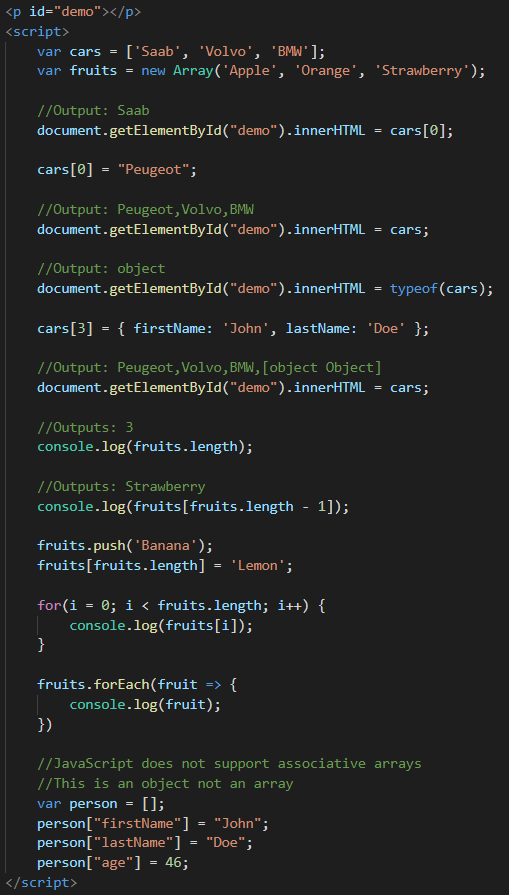 <p id="demo"></p>
<script>
    var cars = ['Saab', 'Volvo', 'BMW'];
    var fruits = new Array('Apple', 'Orange', 'Strawberry');

    //Output: Saab
    document.getElementById("demo").innerHTML = cars[0];

    cars[0] = "Peugeot";

    //Output: Peugeot,Volvo,BMW
    document.getElementById("demo").innerHTML = cars;

    //Output: object
    document.getElementById("demo").innerHTML = typeof(cars);

    cars[3] = { firstName: 'John', lastName: 'Doe' };

    //Output: Peugeot,Volvo,BMW,[object Object]
    document.getElementById("demo").innerHTML = cars;

    //Outputs: 3
    console.log(fruits.length);

    //Outputs: Strawberry
    console.log(fruits[fruits.length - 1]);

    fruits.push('Banana');
    fruits[fruits.length] = 'Lemon';

    for(i = 0; i < fruits.length; i++) {
        console.log(fruits[i]);
    }

    fruits.forEach(fruit => {
        console.log(fruit);
    })

    //JavaScript does not support associative arrays
    //This is an object not an array
    var person = [];
    person["firstName"] = "John";
    person["lastName"] = "Doe";
    person["age"] = 46;
</script>